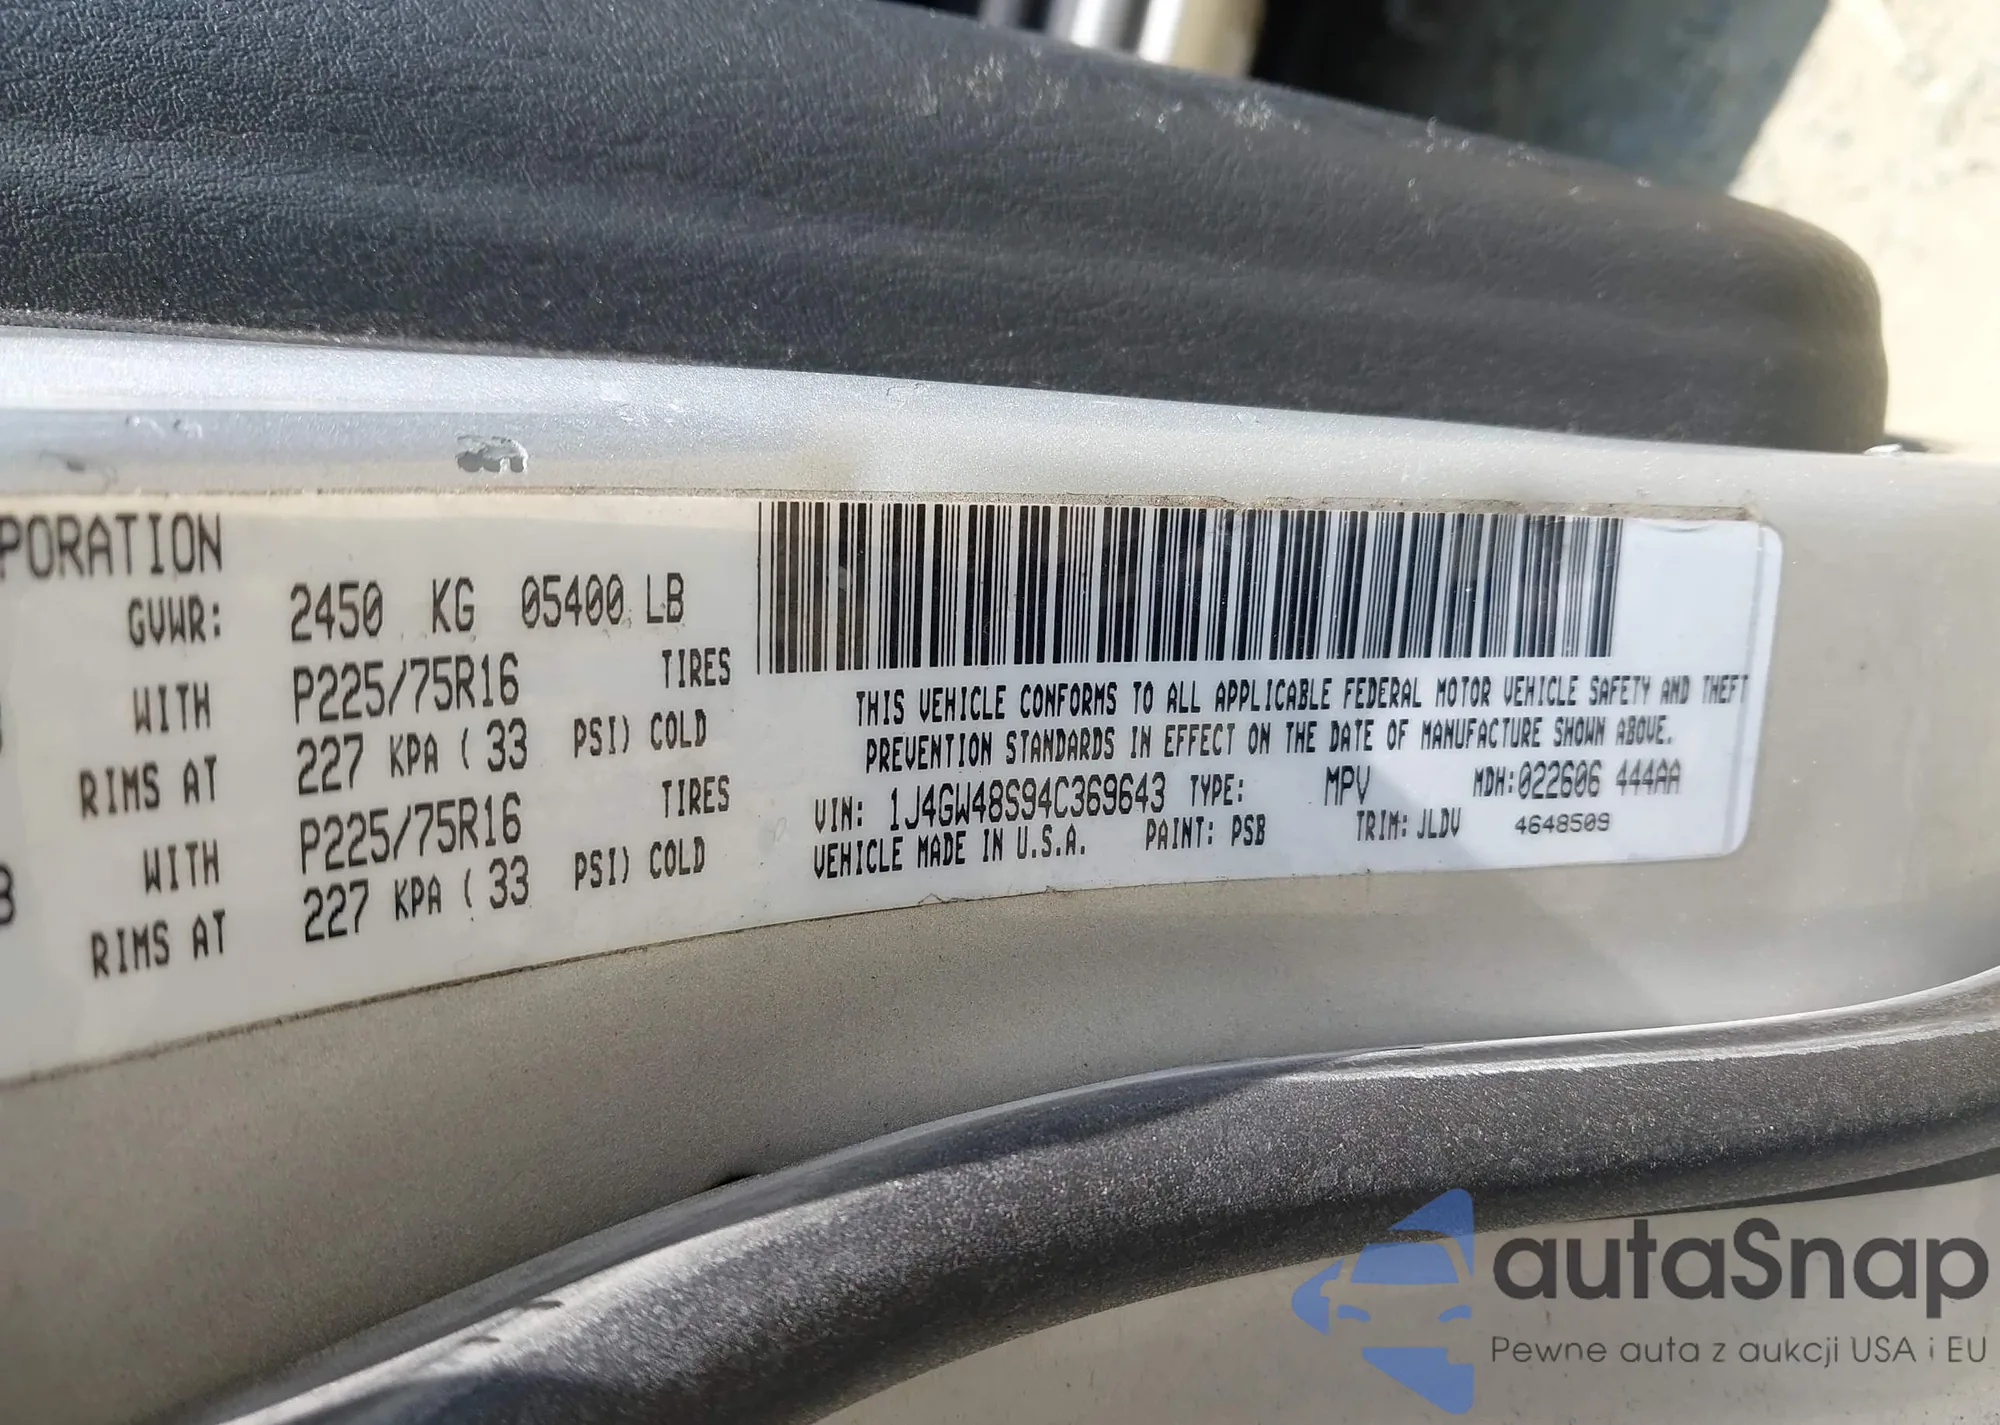 PORATION
GVWR: 2450 KG 05400 LB
WITH P225/75R16 TIRES
RIMS AT 227 KPA ( 33 PSI) COLD
WITH P225/75R16 TIRES
RIMS AT 227 KPA ( 33 PSI) COLD
THIS VEHICLE CONFORMS TO ALL APPLICABLE FEDERAL MOTOR VEHICLE SAFETY AND THEFT
PREVENTION STANDARDS IN EFFECT ON THE DATE OF MANUFACTURE SHOWN ABOVE.
VIN: 1J4GW48S94C369643 TYPE: MPV MDH:022606 444AA
VEHICLE MADE IN U.S.A. PAINT: PSB TRIM: JLDV 4648509
autaSnap
Pewne auta z aukcji USA i EU